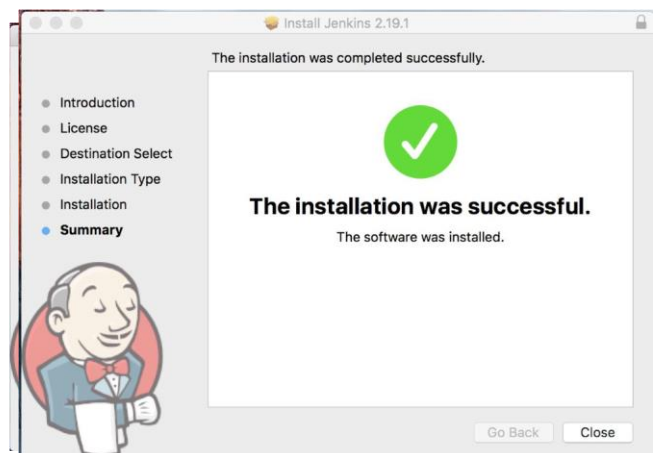 Install Jenkins 2.19.1
The installation was completed successfully.
Introduction
License
Destination Select
Installation Type
Installation
Summary
The installation was successful.
The software was installed.
Go Back
Close